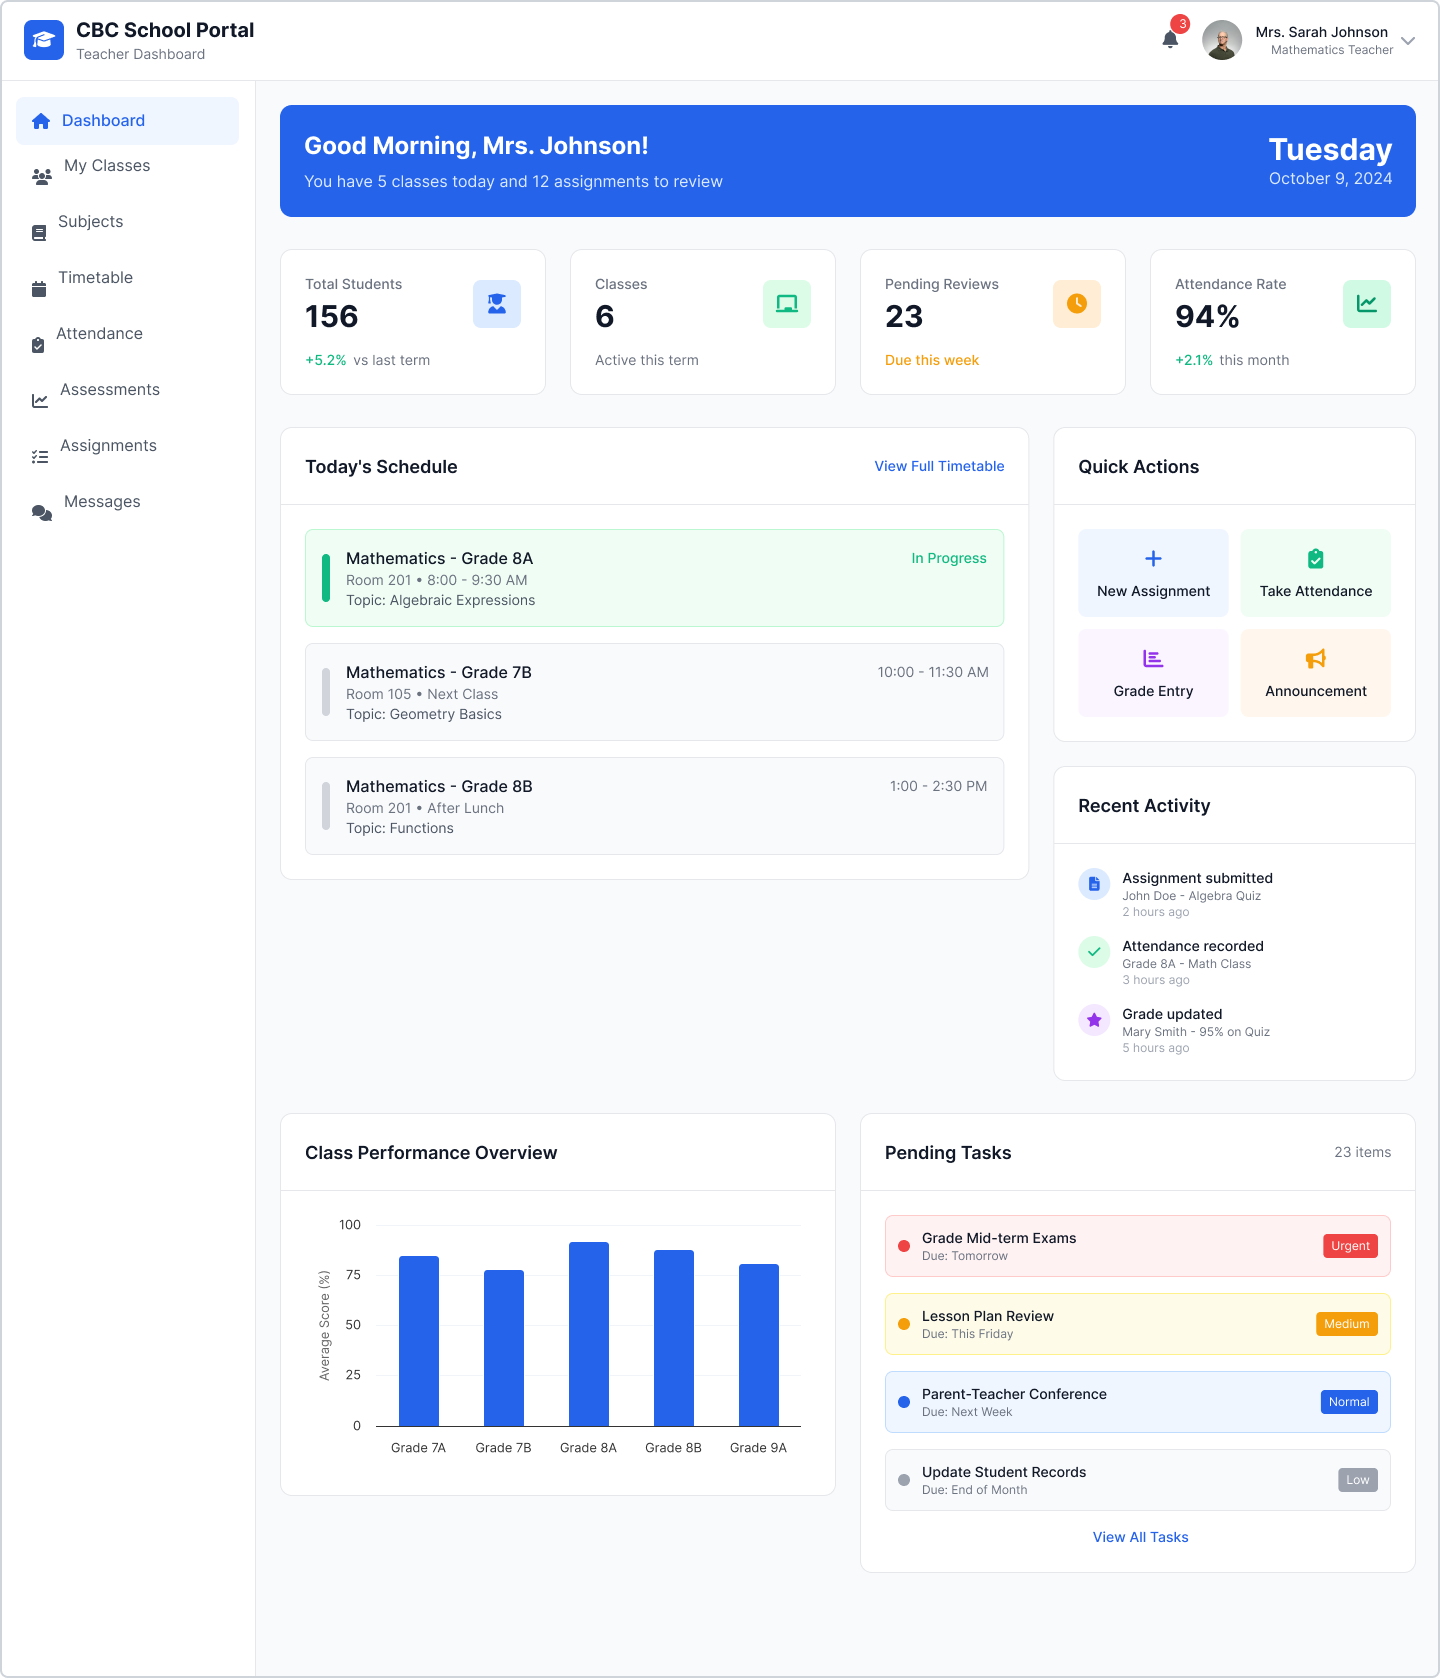 CBC School Portal
Teacher Dashboard
3
Mrs. Sarah Johnson
Mathematics Teacher
Dashboard
My Classes
Subjects
Timetable
Attendance
Assessments
Assignments
Messages
Good Morning, Mrs. Johnson!
You have 5 classes today and 12 assignments to review
Tuesday
October 9, 2024
Total Students
156
+5.2% vs last term
Classes
6
Active this term
Pending Reviews
23
Due this week
Attendance Rate
94%
+2.1% this month
Today's Schedule
View Full Timetable
Mathematics - Grade 8A
In Progress
Room 201 • 8:00 - 9:30 AM
Topic: Algebraic Expressions
Mathematics - Grade 7B
10:00 - 11:30 AM
Room 105 • Next Class
Topic: Geometry Basics
Mathematics - Grade 8B
1:00 - 2:30 PM
Room 201 • After Lunch
Topic: Functions
Quick Actions
New Assignment
Take Attendance
Grade Entry
Announcement
Recent Activity
Assignment submitted
John Doe - Algebra Quiz
2 hours ago
Attendance recorded
Grade 8A - Math Class
3 hours ago
Grade updated
Mary Smith - 95% on Quiz
5 hours ago
Class Performance Overview
Average Score (%)
100
75
50
25
0
Grade 7A
Grade 7B
Grade 8A
Grade 8B
Grade 9A
Pending Tasks
23 items
Grade Mid-term Exams
Due: Tomorrow
Urgent
Lesson Plan Review
Due: This Friday
Medium
Parent-Teacher Conference
Due: Next Week
Normal
Update Student Records
Due: End of Month
Low
View All Tasks